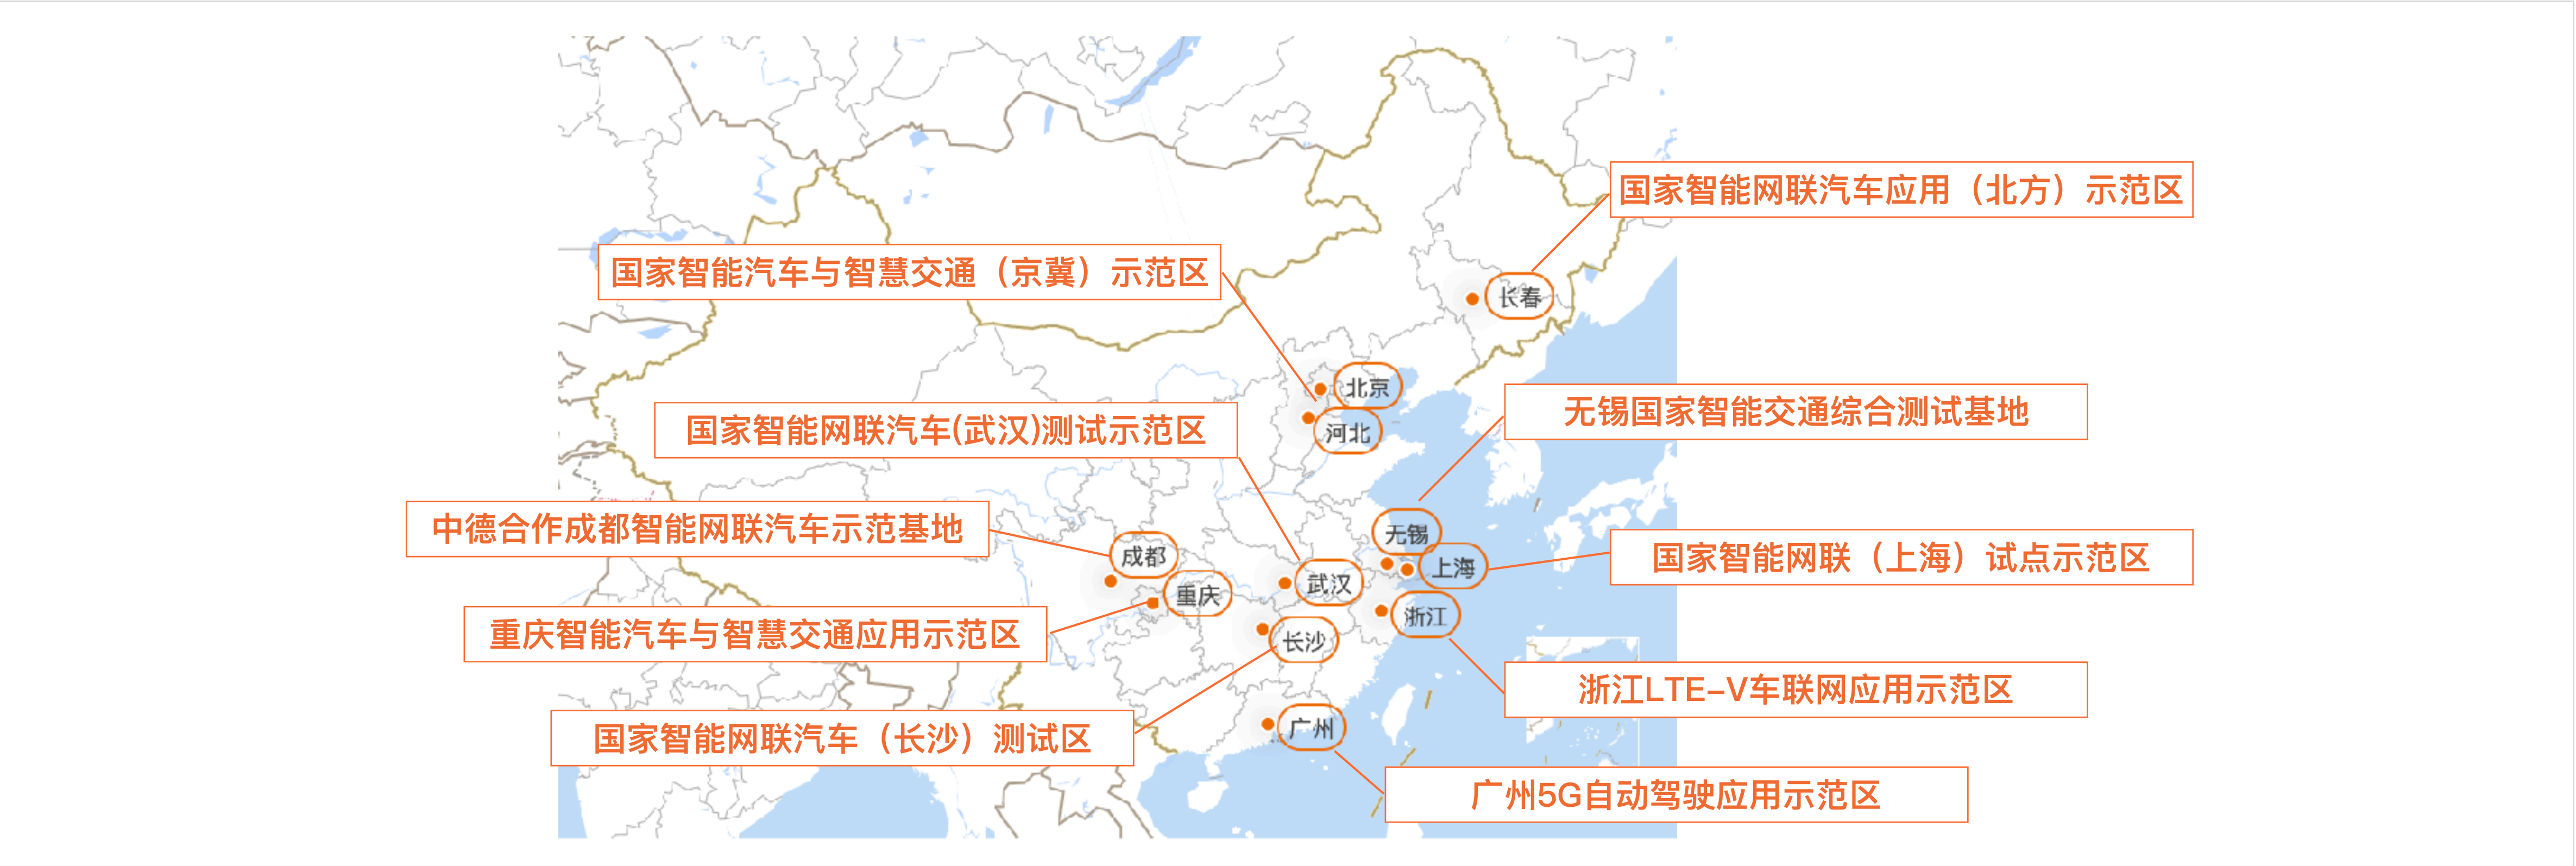 国家智能网联汽车应用（北方）示范区
国家智能汽车与智慧交通（京冀）示范区
长春
北京
国家智能网联汽车(武汉)测试示范区
河北
无锡国家智能交通综合测试基地
中德合作成都智能网联汽车示范基地
无锡
成都
上海
国家智能网联（上海）试点示范区
武汉
重庆
浙江
重庆智能汽车与智慧交通应用示范区
长沙
浙江LTE-V车联网应用示范区
国家智能网联汽车（长沙）测试区
广州
广州5G自动驾驶应用示范区